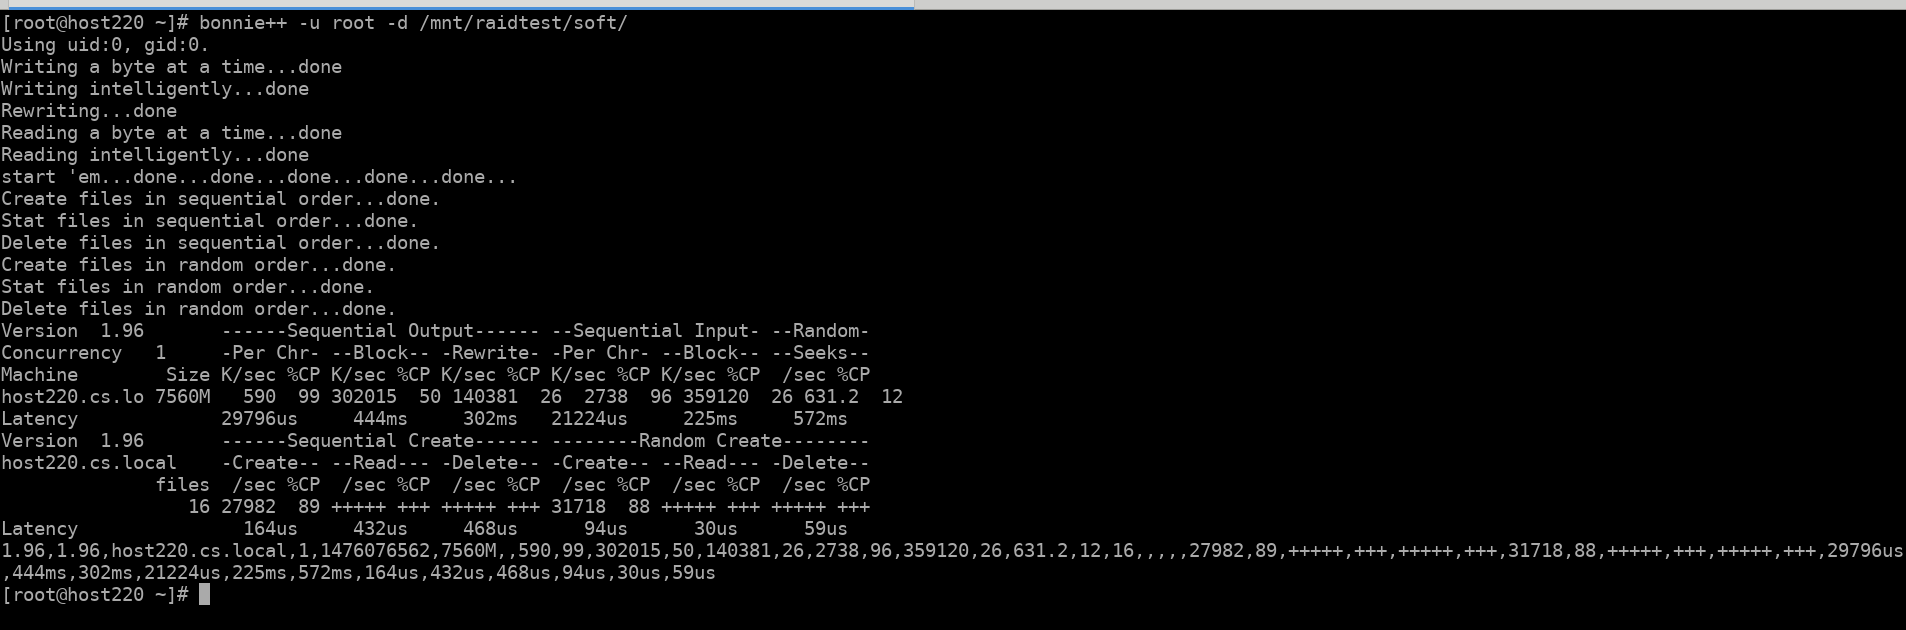 [root@host220 ~]# bonnie++ -u root -d /mnt/raidtest/soft/
Using uid:0, gid:0.
Writing a byte at a time...done
Writing intelligently...done
Rewriting...done
Reading a byte at a time...done
Reading intelligently...done
start 'em...done...done...done...done...done...
Create files in sequential order...done.
Stat files in sequential order...done.
Delete files in sequential order...done.
Create files in random order...done.
Stat files in random order...done.
Delete files in random order...done.
Version  1.96       ------Sequential Output------ --Sequential Input- --Random-
Concurrency   1     -Per Chr- --Block-- -Rewrite- -Per Chr- --Block-- --Seeks--
Machine        Size K/sec %CP K/sec %CP K/sec %CP K/sec %CP K/sec %CP  /sec %CP
host220.cs.lo 7560M   590  99 302015  50 140381  26  2738  96 359120  26 631.2  12
Latency             29796us     444ms     302ms   21224us     225ms     572ms
Version  1.96       ------Sequential Create------ --------Random Create--------
host220.cs.local    -Create-- --Read--- -Delete-- -Create-- --Read--- -Delete--
              files  /sec %CP  /sec %CP  /sec %CP  /sec %CP  /sec %CP  /sec %CP
                 16 27982  89 +++++ +++ +++++ +++ 31718  88 +++++ +++ +++++ +++
Latency               164us     432us     468us      94us      30us      59us
1.96,1.96,host220.cs.local,1,1476076562,7560M,,590,99,302015,50,140381,26,2738,96,359120,26,631.2,12,16,,,,,27982,89,+++++,+++,+++++,+++,31718,88,+++++,+++,+++++,+++,29796us
,444ms,302ms,21224us,225ms,572ms,164us,432us,468us,94us,30us,59us
[root@host220 ~]#